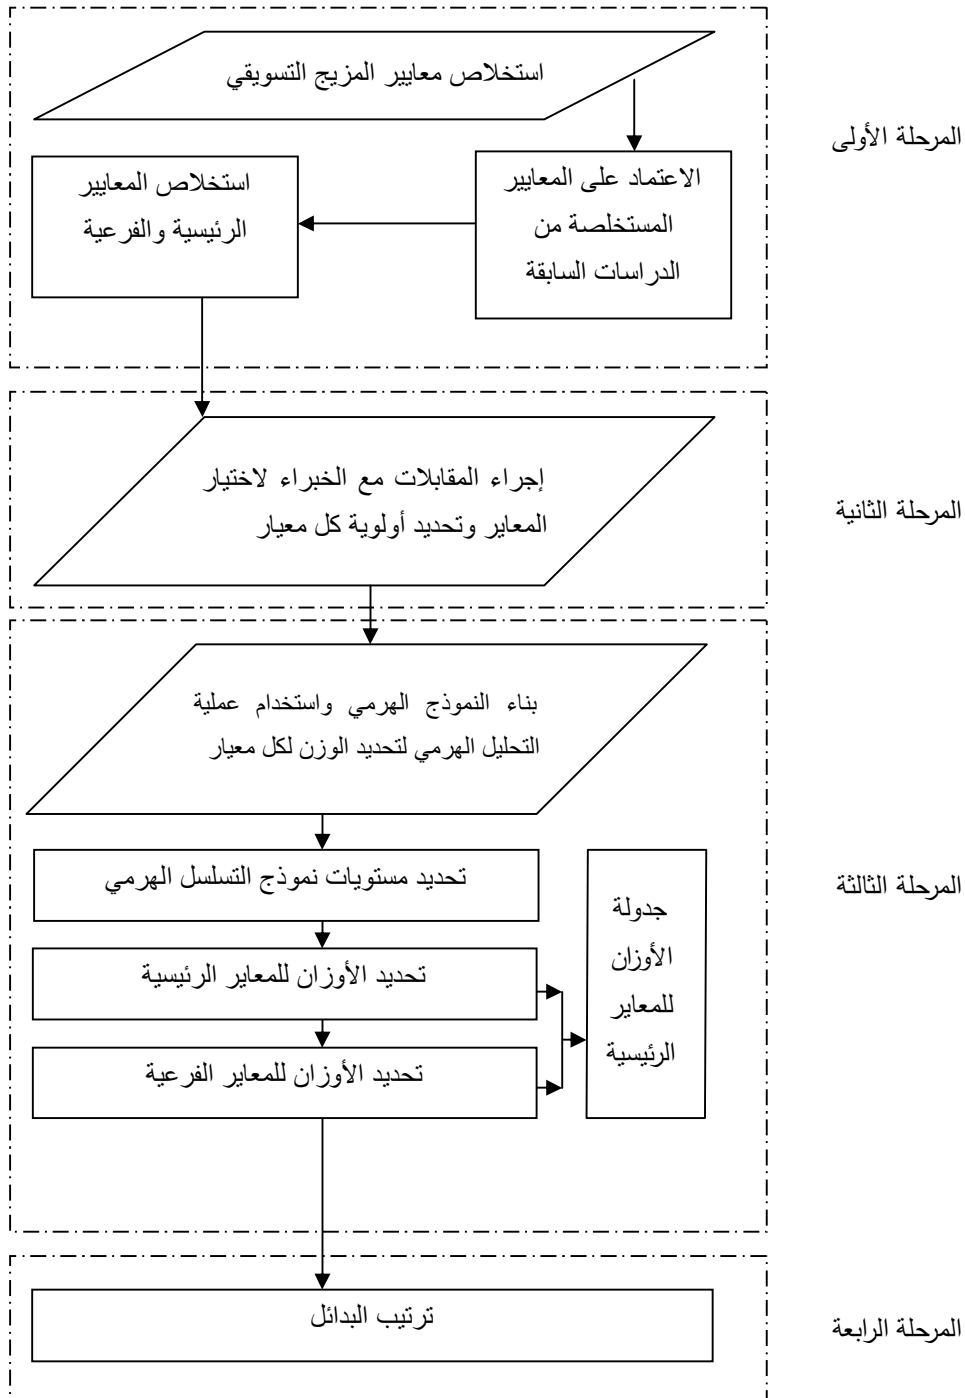 استخلاص معايير المزيج التسويقي
المرحلة الأولى
الاعتماد على المعايير
المستخلصة من
الدراسات السابقة
استخلاص المعايير
الرئيسية والفرعية
إجراء المقابلات مع الخبراء لاختيار
المعاير وتحديد أولوية كل معيار
المرحلة الثانية
بناء النموذج الهرمي واستخدام عملية
التحليل الهرمي لتحديد الوزن لكل معيار
المرحلة الثالثة
تحديد مستويات نموذج التسلسل الهرمي
تحديد الأوزان للمعاير الرئيسية
تحديد الأوزان للمعاير الفرعية
جدولة
الأوزان
للمعاير
الرئيسية
ترتيب البدائل
المرحلة الرابعة